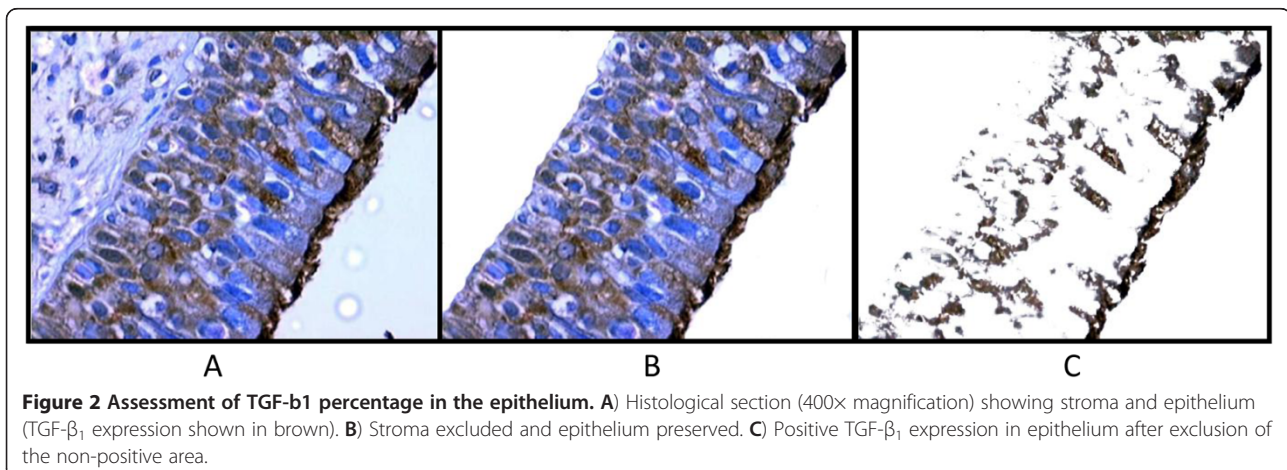 A
B
C
Figure 2 Assessment of TGF-b1 percentage in the epithelium. A) Histological section (400× magnification) showing stroma and epithelium
(TGF-β₁ expression shown in brown). B) Stroma excluded and epithelium preserved. C) Positive TGF-β₁ expression in epithelium after exclusion of
the non-positive area.